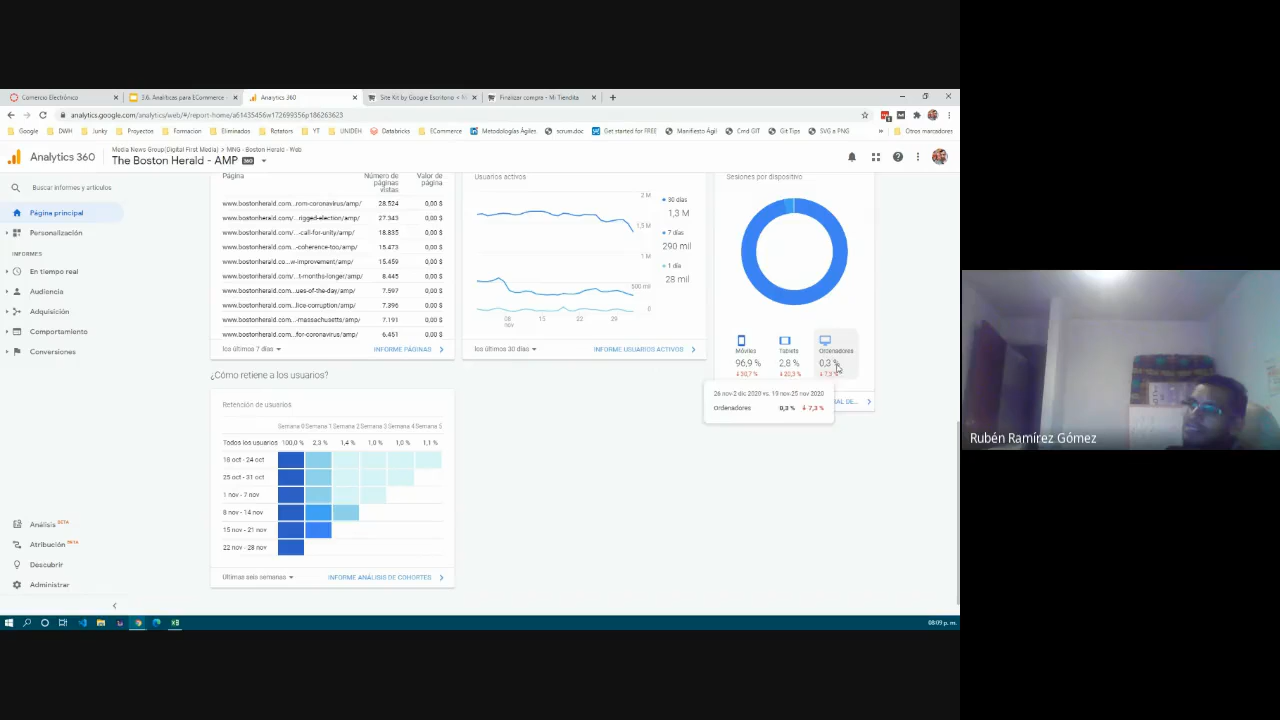 Comercio Electrónico
3.6. Analíticas para ECommerce
Analytics 360
Site Kit by Google Escritorio
Finalizar compra - Mi Tiendita
analytics.google.com/analytics/web/#/report-home/a61435456w172699356p186263623
Google
DWH
Junky
Proyectos
Formacion
Eliminados
Rotators
YT
UNIDEH
Databricks
ECommerce
Metodologías Ágiles
scrum.doc
Get started for FREE
Manifiesto Ágil
Cmd GIT
Git Tips
SVG a PNG
Otros marcadores
Analytics 360
Media News Group(Digital First Media) > MNG - Boston Herald - Web
The Boston Herald - AMP 360
Buscar informes y artículos
Página principal
Personalización
INFORMES
En tiempo real
Audiencia
Adquisición
Comportamiento
Conversiones
Análisis BETA
Atribución BETA
Descubrir
Administrar
Página
Número de páginas vistas
Valor de página
www.bostonherald.com...rom-coronavirus/amp/ 28.524 0,00 $
www.bostonherald.com/...rigged-election/amp/ 27.343 0,00 $
www.bostonherald.com/...-call-for-unity/amp/ 18.835 0,00 $
www.bostonherald.com...-coherence-too/amp/ 15.473 0,00 $
www.bostonherald.co...w-improvement/amp/ 15.459 0,00 $
www.bostonherald.com/...t-months-longer/amp/ 8.445 0,00 $
www.bostonherald.com...ues-of-the-day/amp/ 7.597 0,00 $
www.bostonherald.com...lice-corruption/amp/ 7.396 0,00 $
www.bostonherald.com...-massachusetts/amp/ 7.191 0,00 $
www.bostonherald.com...for-coronavirus/amp/ 6.451 0,00 $
los últimos 7 días
INFORME PÁGINAS
Usuarios activos
2 M
1,5 M
1 M
500 mil
0
08 nov
15
22
29
30 días
1,3 M
7 días
290 mil
1 día
28 mil
los últimos 30 días
INFORME USUARIOS ACTIVOS
Sesiones por dispositivo
Móviles
Tablets
Ordenadores
96,9 %
2,8 %
0,3 %
26 nov-2 dic 2020 vs. 19 nov-25 nov 2020
Ordenadores 0,3 % ↓ 7,3 %
¿Cómo retiene a los usuarios?
Retención de usuarios
Semana 0 Semana 1 Semana 2 Semana 3 Semana 4 Semana 5
Todos los usuarios 100,0 % 2,3 % 1,4 % 1,0 % 1,0 % 1,1 %
18 oct - 24 oct
25 oct - 31 oct
1 nov - 7 nov
8 nov - 14 nov
15 nov - 21 nov
22 nov - 28 nov
Últimas seis semanas
INFORME ANÁLISIS DE COHORTES
08:09 p. m.
Rubén Ramírez Gómez